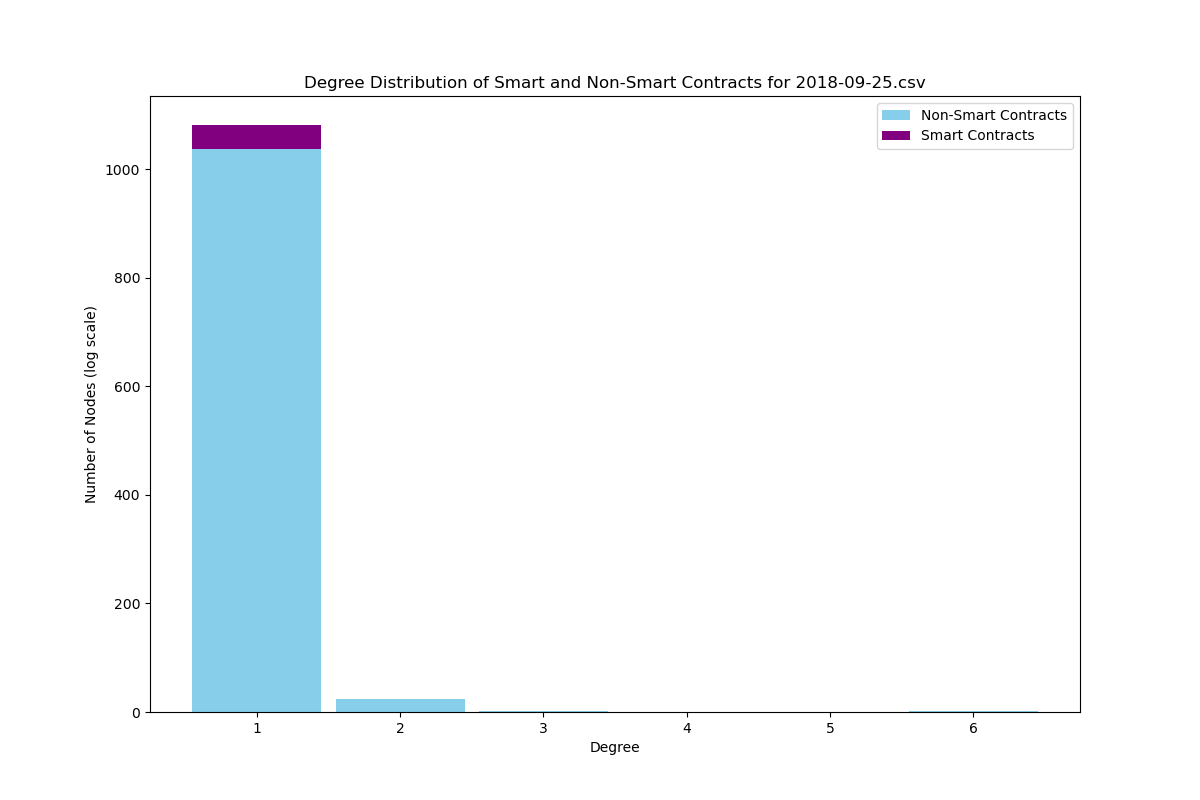 Degree Distribution of Smart and Non-Smart Contracts for 2018-09-25.csv
Non-Smart Contracts
Smart Contracts
1000
800
600
400
200
0
Number of Nodes (log scale)
1 2 3 4 5 6
Degree